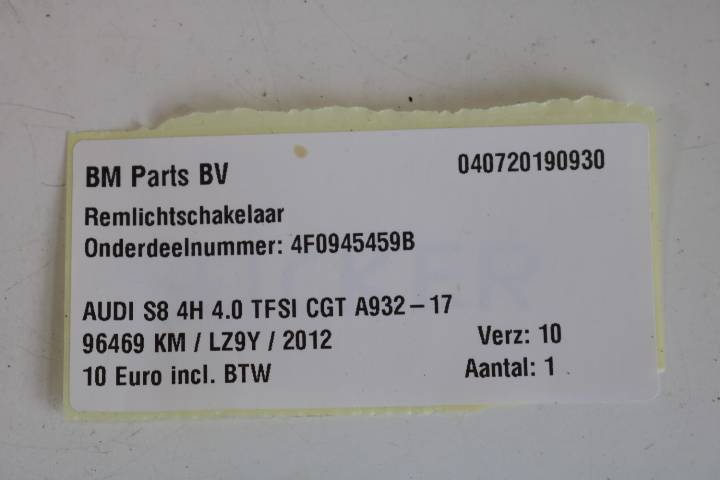 BM Parts BV 040720190930
Remlichtschakelaar
Onderdeelnummer: 4F0945459B
AUDI S8 4H 4.0 TFSI CGT A932-17
96469 KM / LZ9Y / 2012 Verz: 10
10 Euro incl. BTW Aantal: 1